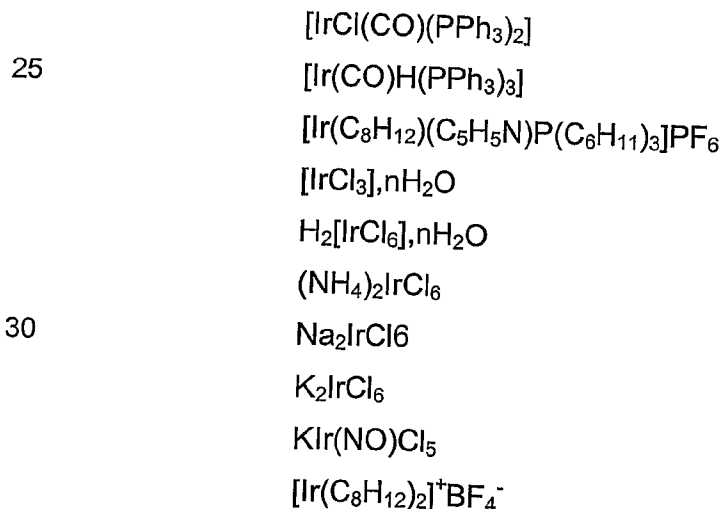 [IrCl(CO)(PPh₃)₂]
25 [Ir(CO)H(PPh₃)₃]
[Ir(C₈H₁₂)(C₅H₅N)P(C₆H₁₁)₃]PF₆
[IrCl₃],nH₂O
H₂[IrCl₆],nH₂O
(NH₄)₂IrCl₆
30 Na₂IrCl6
K₂IrCl₆
KIr(NO)Cl₅
[Ir(C₈H₁₂)₂]⁺BF₄⁻